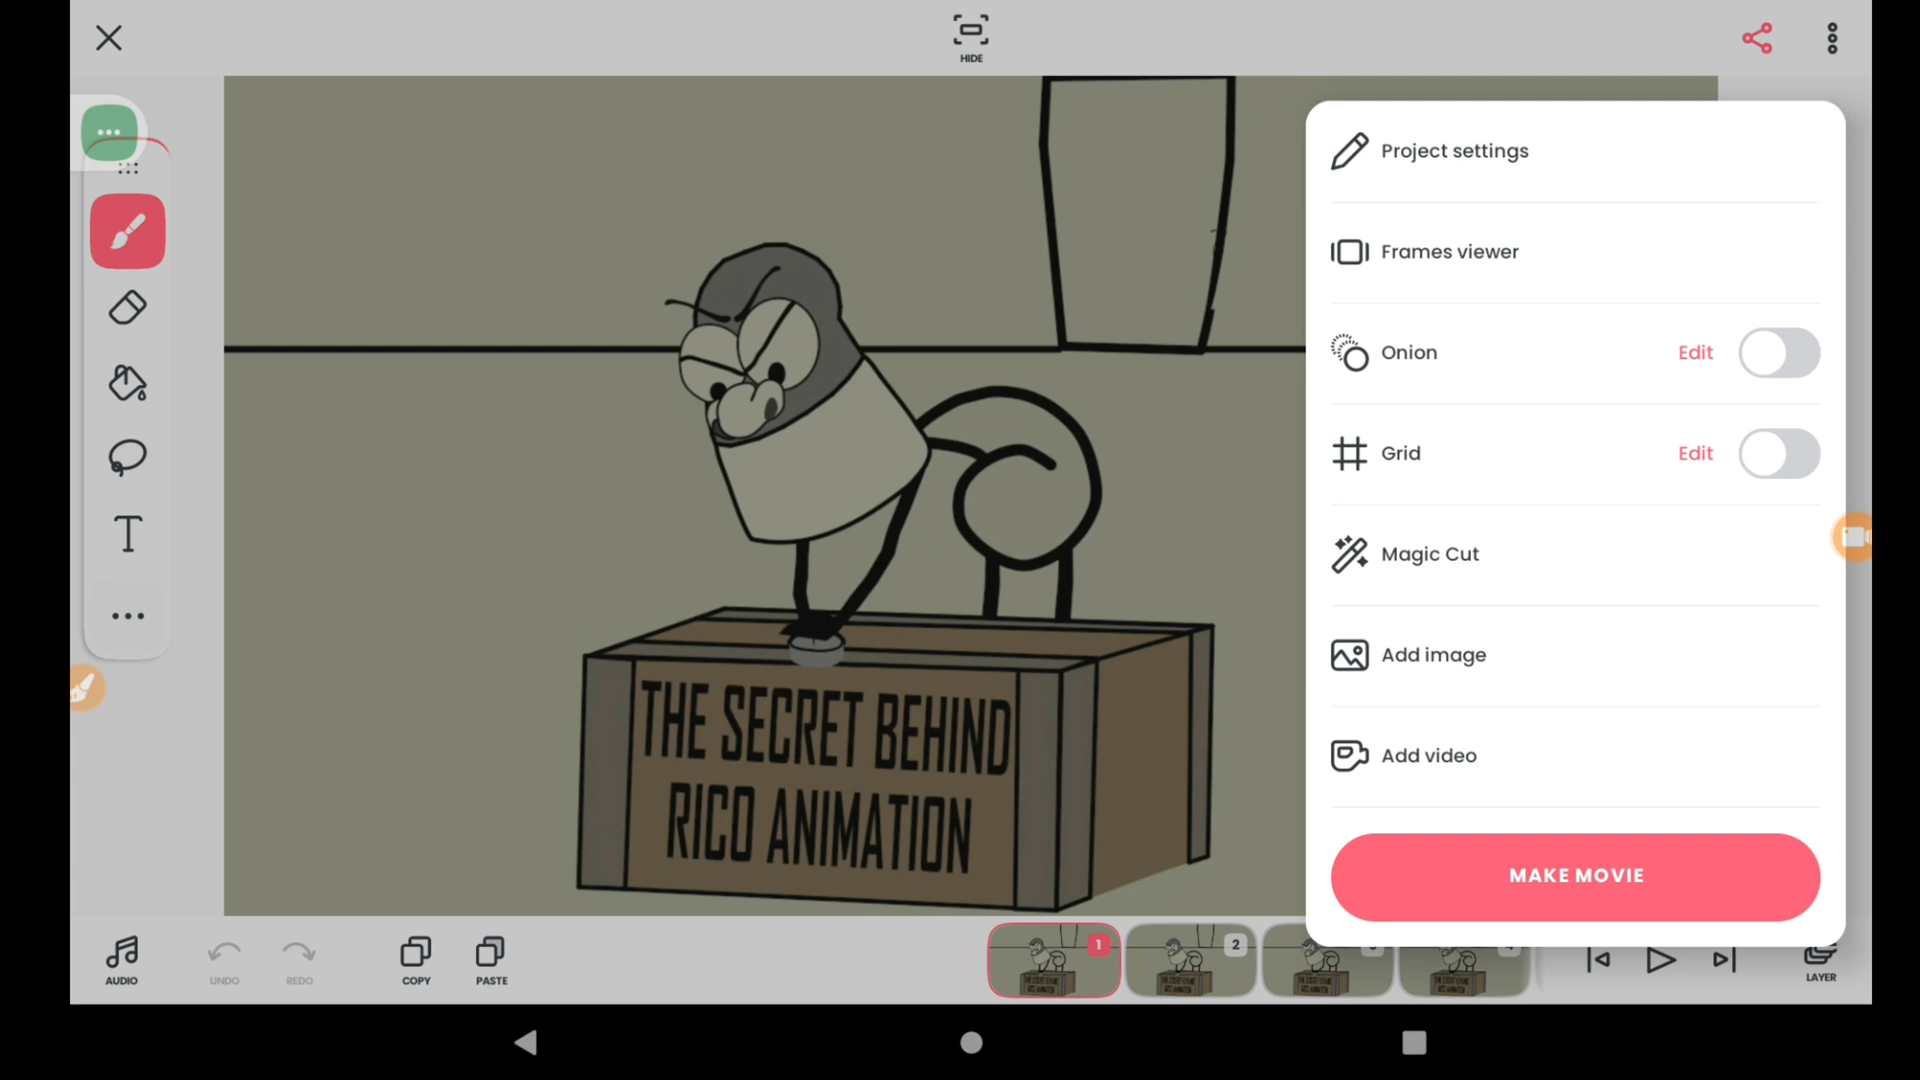 HIDE
Project settings
Frames viewer
Onion Edit
Grid Edit
Magic Cut
Add image
Add video
MAKE MOVIE
T
THE SECRET BEHIND
RICO ANIMATION
AUDIO
UNDO
REDO
COPY
PASTE
1
2
LAYER